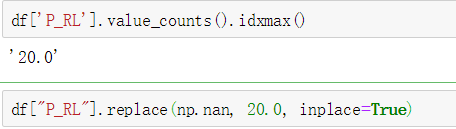 df['P_RL'].value_counts().idxmax()
'20.0'
df["P_RL"].replace(np.nan, 20.0, inplace=True)